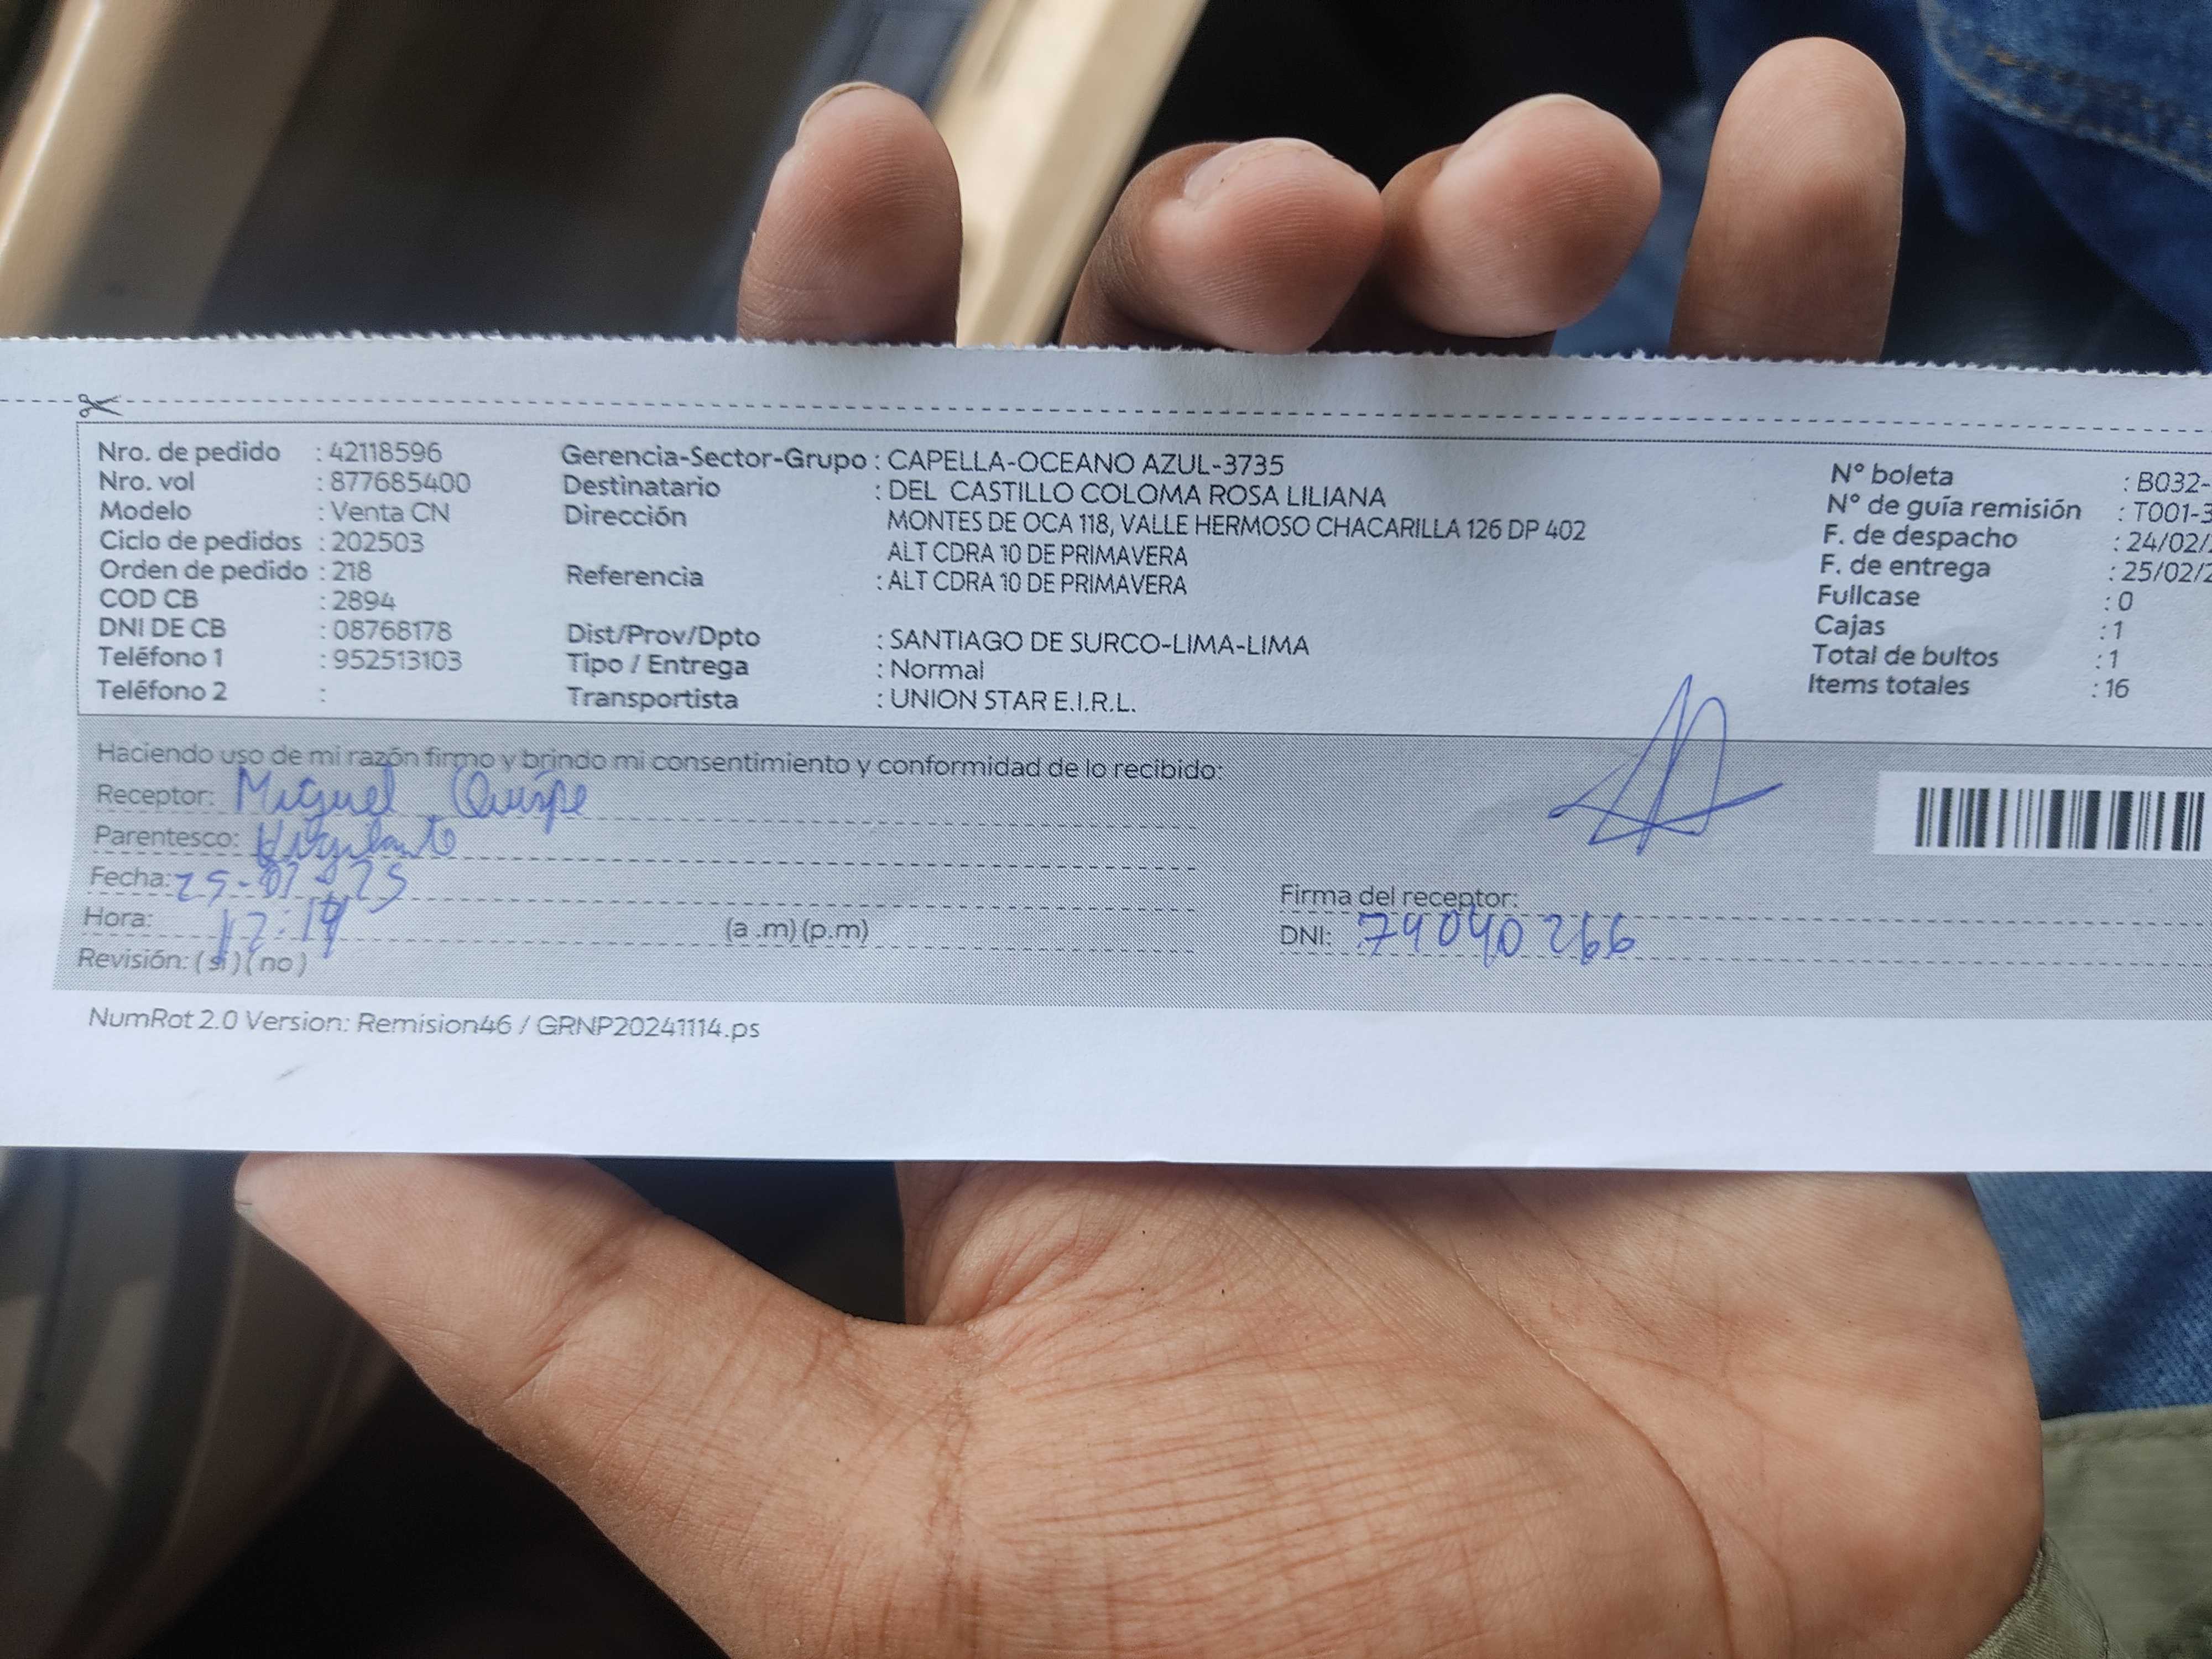 Nro. de pedido : 42118596
Nro. vol : 877685400
Modelo : Venta CN
Ciclo de pedidos : 202503
Orden de pedido : 218
COD CB : 2894
DNI DE CB : 08768178
Teléfono 1 : 952513103
Teléfono 2 :
Gerencia-Sector-Grupo : CAPELLA-OCEANO AZUL-3735
Destinatario : DEL CASTILLO COLOMA ROSA LILIANA
Dirección MONTES DE OCA 118, VALLE HERMOSO CHACARILLA 126 DP 402
ALT CDRA 10 DE PRIMAVERA
Referencia : ALT CDRA 10 DE PRIMAVERA
Dist/Prov/Dpto : SANTIAGO DE SURCO-LIMA-LIMA
Tipo / Entrega : Normal
Transportista : UNION STAR E.I.R.L.
N° boleta : B032-
N° de guía remisión : T001-3
F. de despacho : 24/02/
F. de entrega : 25/02/2
Fullcase : 0
Cajas : 1
Total de bultos : 1
Items totales : 16
Haciendo uso de mi razón firmo y brindo mi consentimiento y conformidad de lo recibido:
Receptor: Miguel Quispe
Parentesco: Vigilante
Fecha:
Hora: (a .m) (p.m)
Revisión: (si) (no)
Firma del receptor:
DNI: 74040266
NumRot 2.0 Version: Remision46 / GRNP20241114.ps